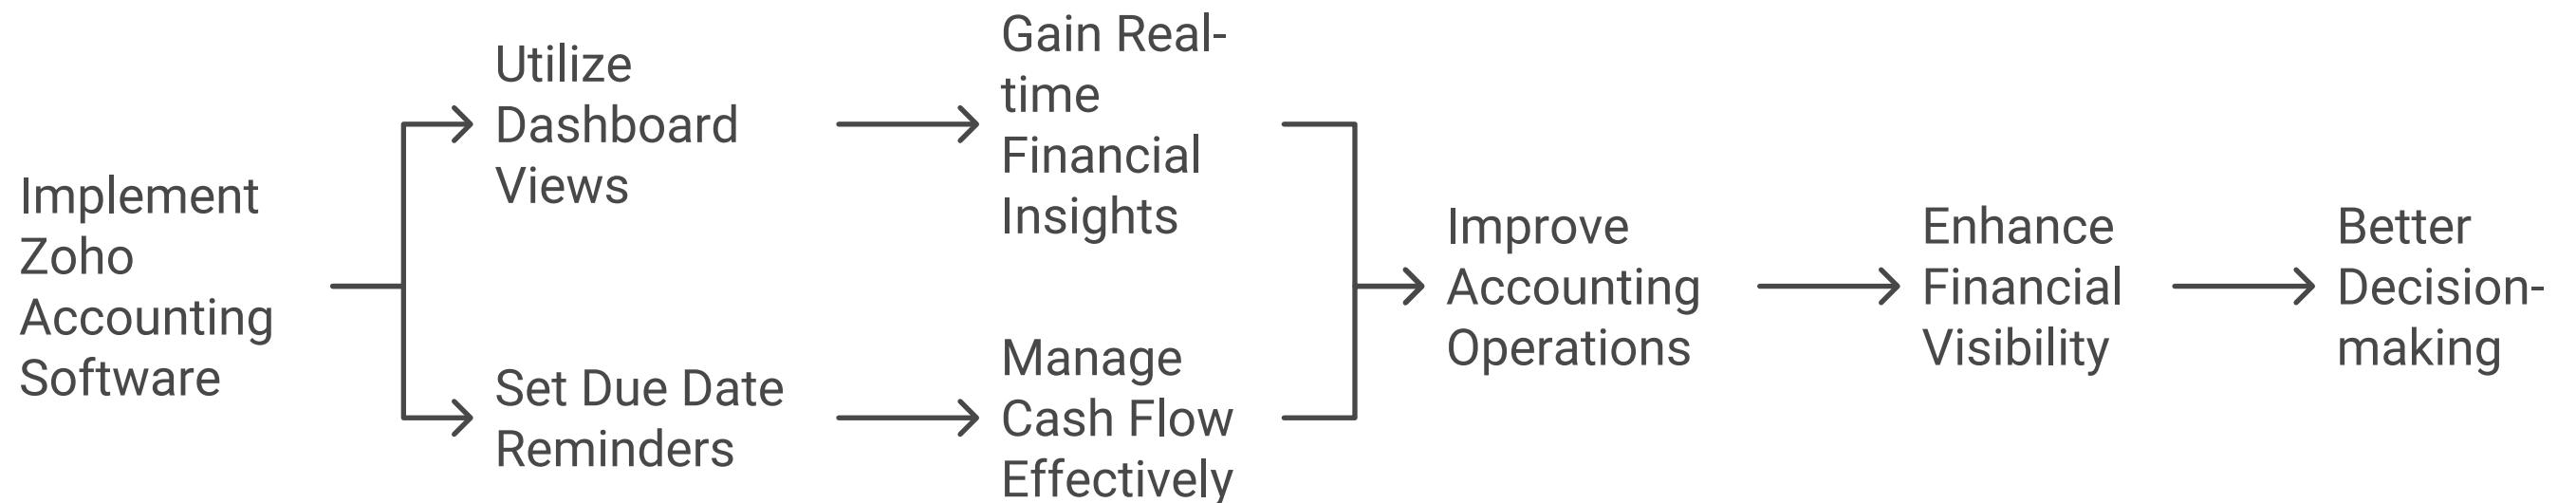 Implement
Zoho
Accounting
Software
Utilize
Dashboard
Views
Set Due Date
Reminders
Gain Real-
time
Financial
Insights
Manage
Cash Flow
Effectively
Improve
Accounting
Operations
Enhance
Financial
Visibility
Better
Decision-
making